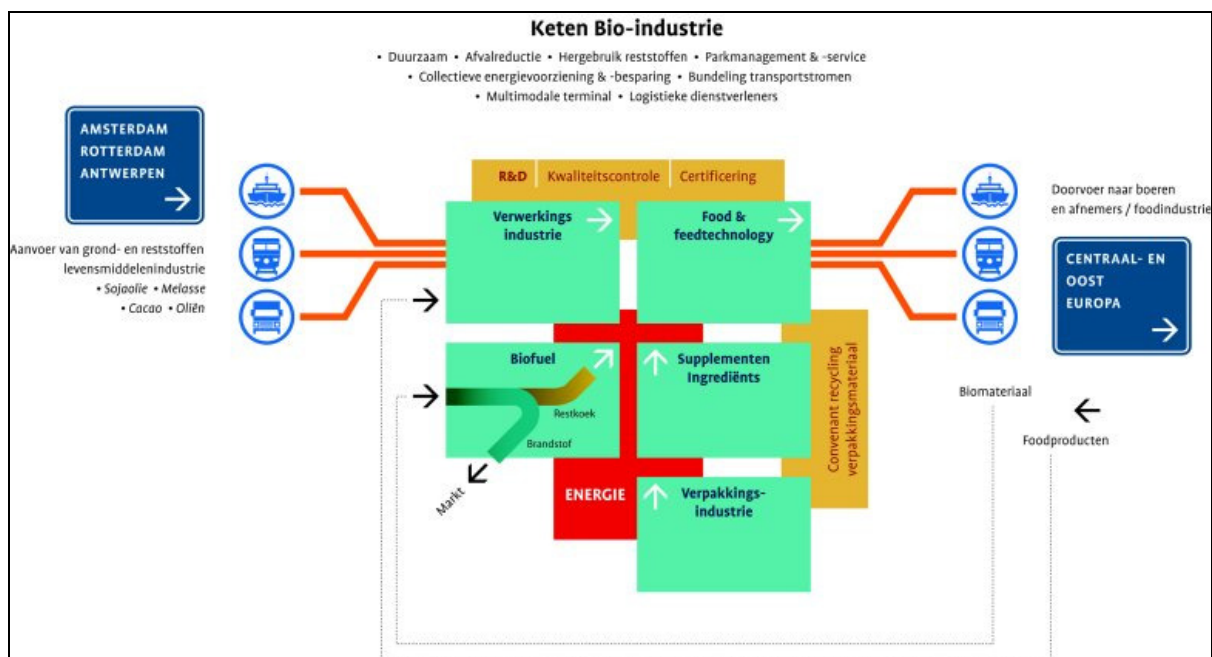 Keten Bio-industrie
• Duurzaam • Afvalreductie • Hergebruik reststoffen • Parkmanagement & -service
• Collectieve energievoorziening & -besparing • Bundeling transportstromen
• Multimodale terminal • Logistieke dienstverleners
AMSTERDAM
ROTTERDAM
ANTWERPEN
Aanvoer van grond- en reststoffen
levensmiddelenindustrie
• Sojaolie • Melasse
• Cacao • Oliën
R&D | Kwaliteitscontrole | Certificering
Verwerkings
industrie
Food &
feedtechnology
Doorvoer naar boeren
en afnemers / foodindustrie
CENTRAAL- EN
OOST
EUROPA
Biofuel
Restkoek
Brandstof
Markt
Supplementen
Ingrediënts
Convenant recycling
verpakkingsmateriaal
Biomateriaal
Foodproducten
ENERGIE
Verpakkings-
industrie